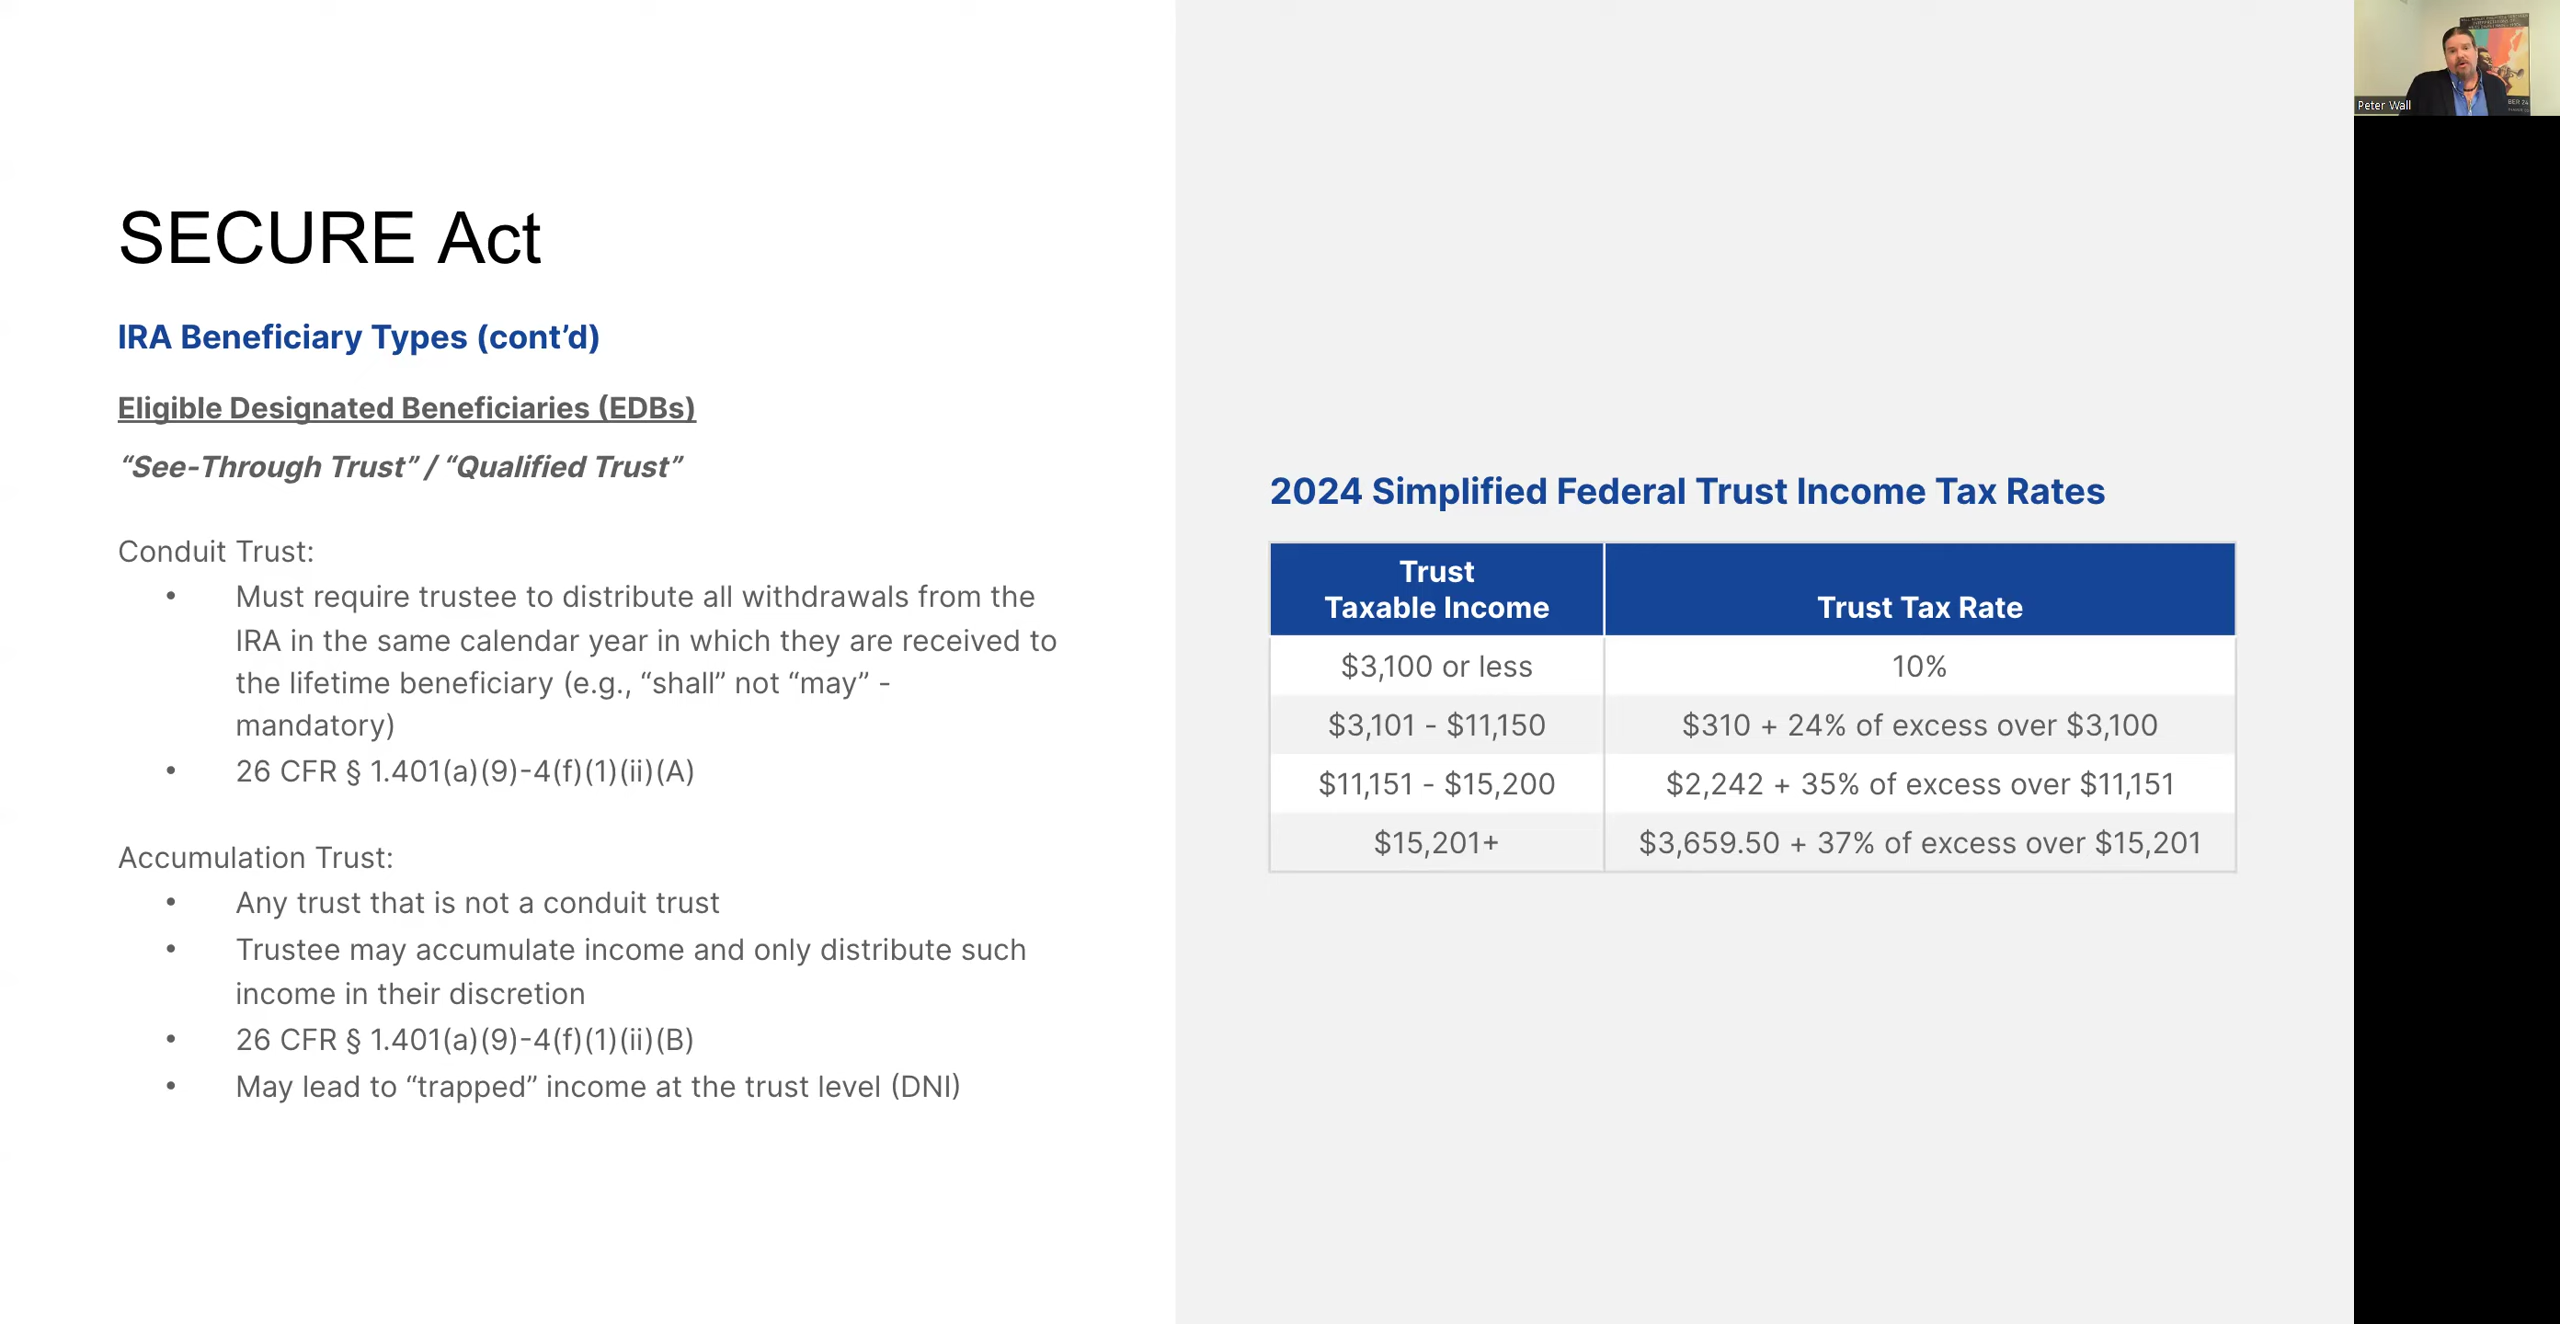 SECURE Act
IRA Beneficiary Types (cont’d)
Eligible Designated Beneficiaries (EDBs)
“See-Through Trust” / “Qualified Trust”
Conduit Trust:
• Must require trustee to distribute all withdrawals from the
IRA in the same calendar year in which they are received to
the lifetime beneficiary (e.g., “shall” not “may” -
mandatory)
• 26 CFR § 1.401(a)(9)-4(f)(1)(ii)(A)
Accumulation Trust:
• Any trust that is not a conduit trust
• Trustee may accumulate income and only distribute such
income in their discretion
• 26 CFR § 1.401(a)(9)-4(f)(1)(ii)(B)
• May lead to “trapped” income at the trust level (DNI)
2024 Simplified Federal Trust Income Tax Rates
Trust
Taxable Income
Trust Tax Rate
$3,100 or less
10%
$3,101 - $11,150
$310 + 24% of excess over $3,100
$11,151 - $15,200
$2,242 + 35% of excess over $11,151
$15,201+
$3,659.50 + 37% of excess over $15,201
Peter Wall
BER 24